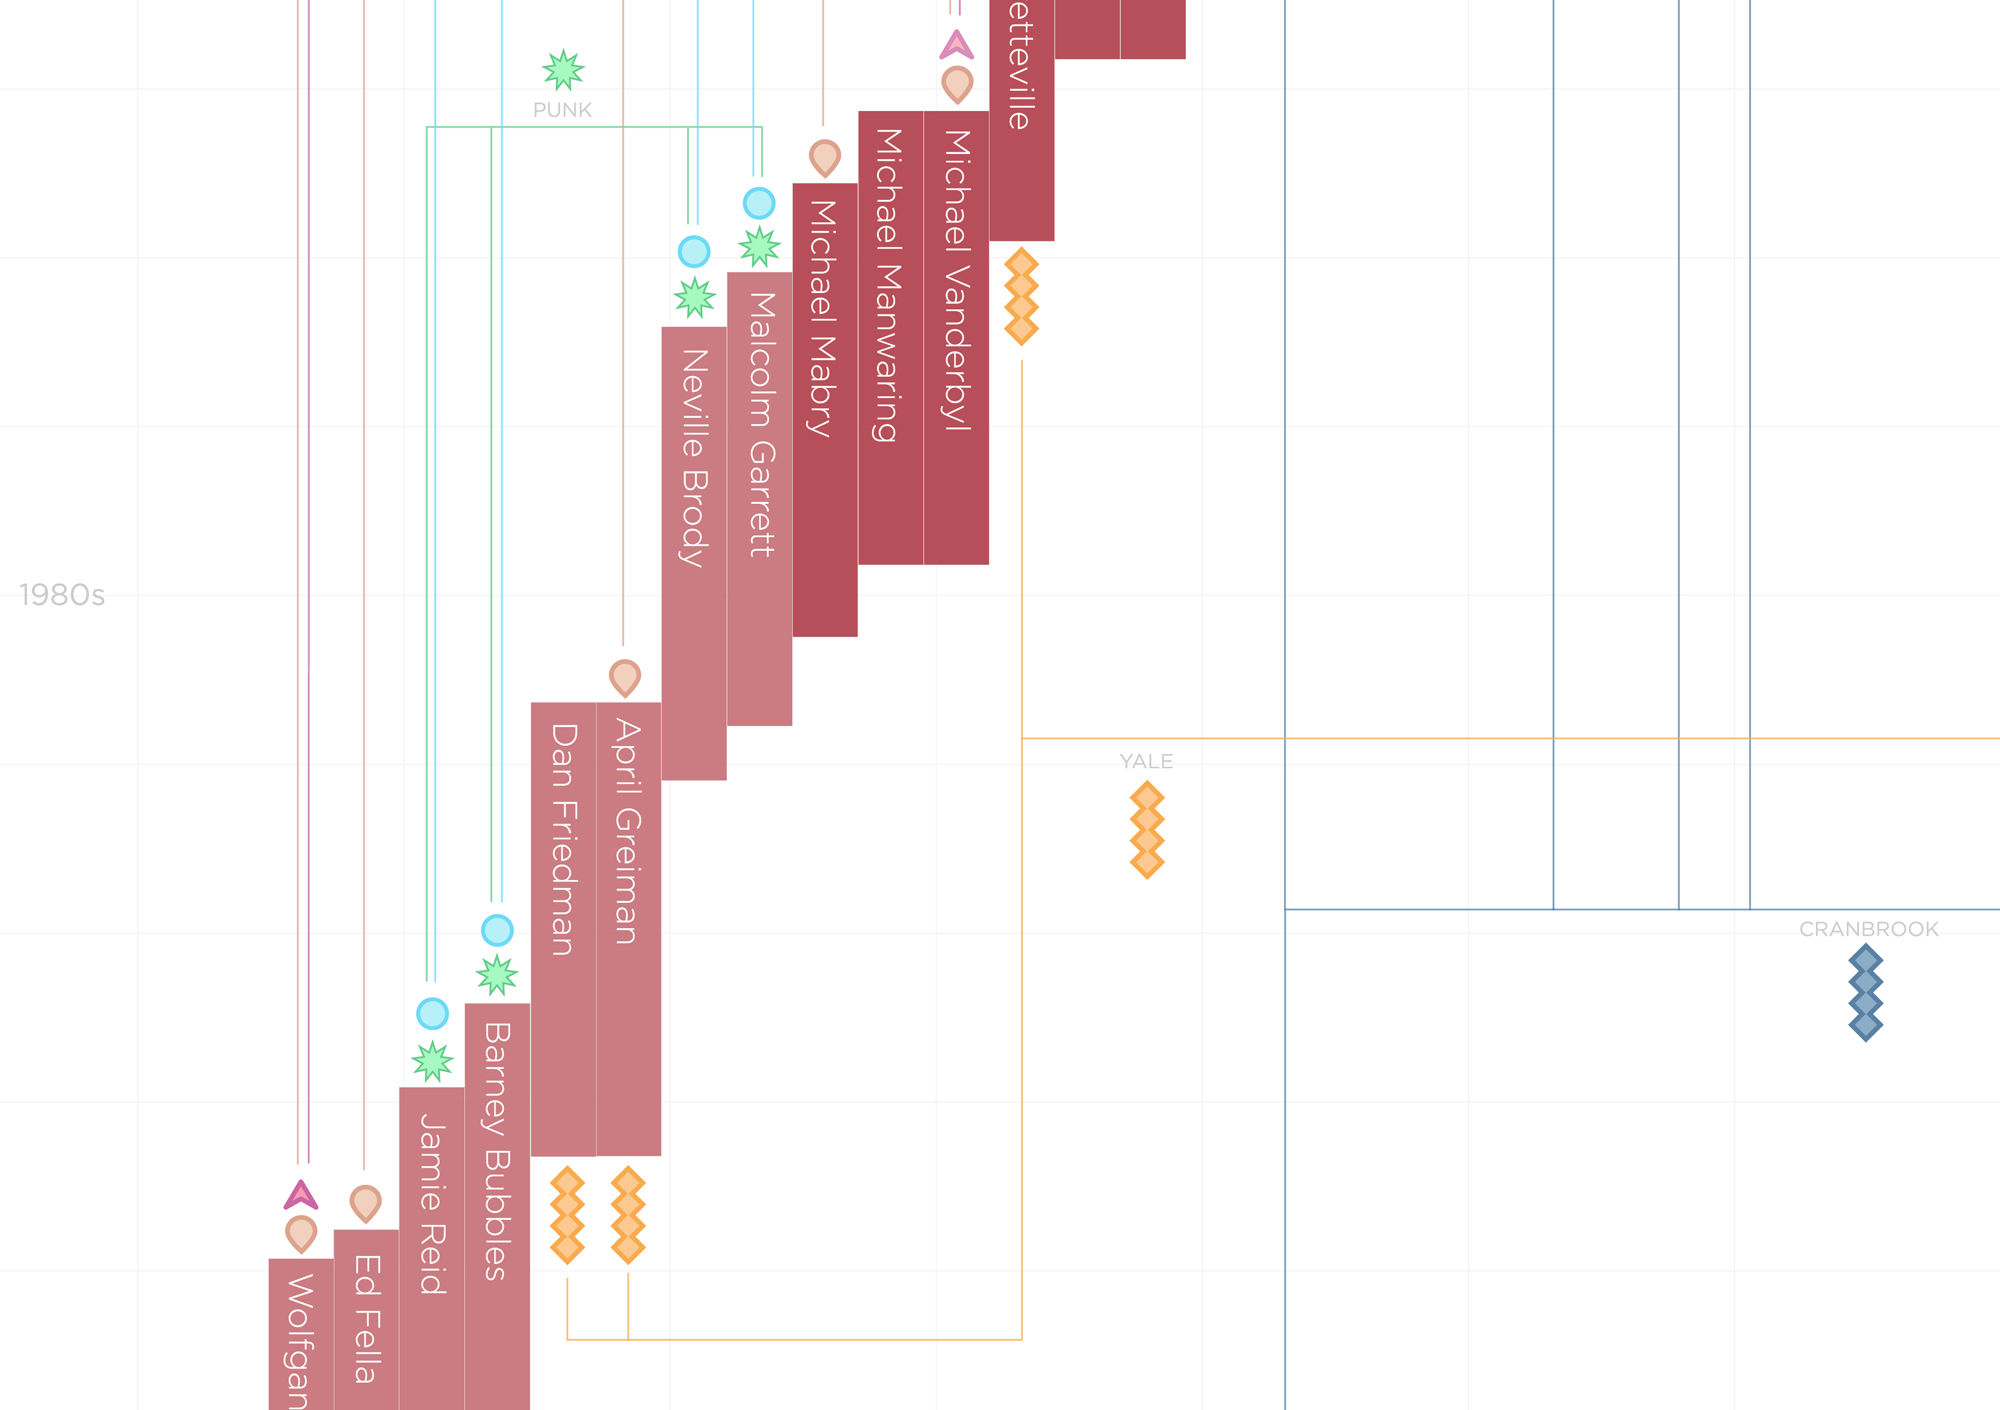 etteville
PUNK
Michael Vanderbyl
Michael Manwaring
Michael Mabry
Malcolm Garrett
Neville Brody
1980s
April Greiman
Dan Friedman
YALE
CRANBROOK
Barney Bubbles
Jamie Reid
Ed Fella
Wolfgan